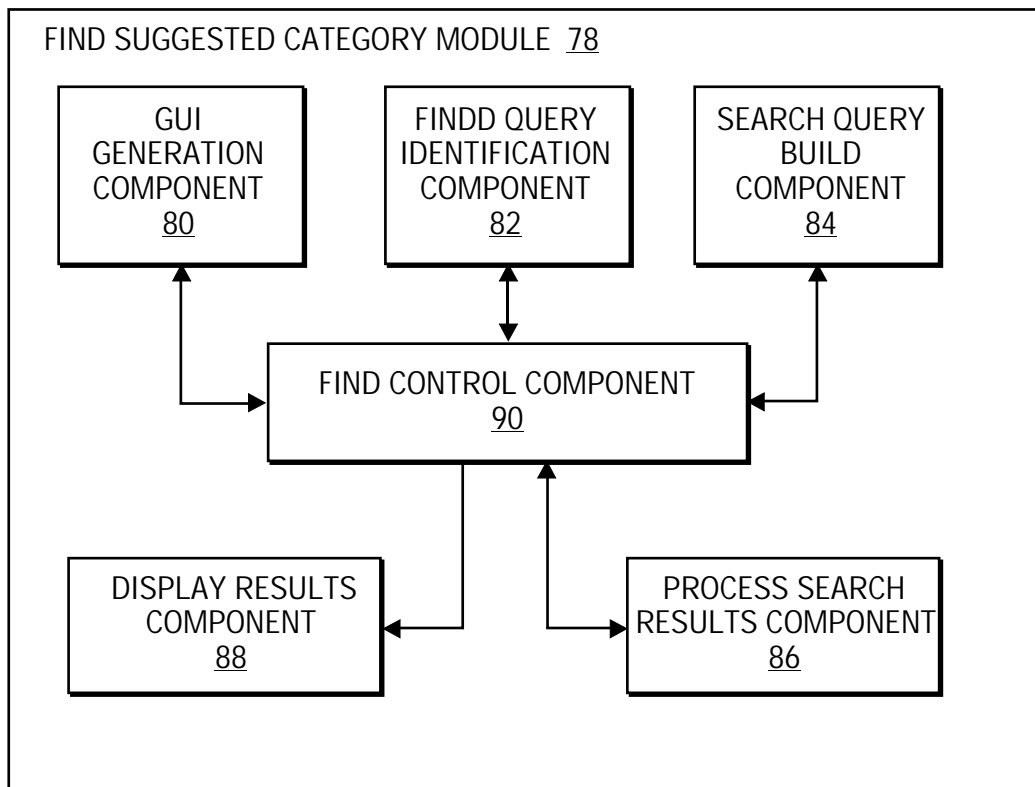 FIND SUGGESTED CATEGORY MODULE 78
GUI
GENERATION
COMPONENT
80
FINDD QUERY
IDENTIFICATION
COMPONENT
82
SEARCH QUERY
BUILD
COMPONENT
84
FIND CONTROL COMPONENT
90
DISPLAY RESULTS
COMPONENT
88
PROCESS SEARCH
RESULTS COMPONENT
86